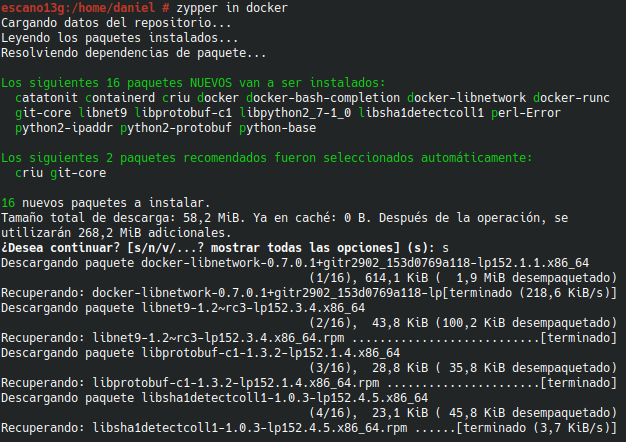 escano13g:/home/daniel # zypper in docker
Cargando datos del repositorio...
Leyendo los paquetes instalados...
Resolviendo dependencias de paquete...
Los siguientes 16 paquetes NUEVOS van a ser instalados:
catatonit containerd criu docker docker-bash-completion docker-libnetwork docker-runc
git-core libnet9 libprotobuf-c1 libpython2_7-1_0 libsha1detectcoll1 perl-Error
python2-ipaddr python2-protobuf python-base
Los siguientes 2 paquetes recomendados fueron seleccionados automáticamente:
criu git-core
16 nuevos paquetes a instalar.
Tamaño total de descarga: 58,2 MiB. Ya en caché: 0 B. Después de la operación, se
utilizarán 268,2 MiB adicionales.
¿Desea continuar? [s/n/v/...? mostrar todas las opciones] (s): s
Descargando paquete docker-libnetwork-0.7.0.1+gitr2902_153d0769a118-lp152.1.1.x86_64
(1/16), 614,1 KiB (  1,9 MiB desempaquetado)
Recuperando: docker-libnetwork-0.7.0.1+gitr2902_153d0769a118-lp[terminado (218,6 KiB/s)]
Descargando paquete libnet9-1.2~rc3-lp152.3.4.x86_64
(2/16),  43,8 KiB (100,2 KiB desempaquetado)
Recuperando: libnet9-1.2~rc3-lp152.3.4.x86_64.rpm ............................[terminado]
Descargando paquete libprotobuf-c1-1.3.2-lp152.1.4.x86_64
(3/16),  28,8 KiB ( 35,8 KiB desempaquetado)
Recuperando: libprotobuf-c1-1.3.2-lp152.1.4.x86_64.rpm .......................[terminado]
Descargando paquete libsha1detectcoll1-1.0.3-lp152.4.5.x86_64
(4/16),  23,1 KiB ( 45,8 KiB desempaquetado)
Recuperando: libsha1detectcoll1-1.0.3-lp152.4.5.x86_64.rpm ......[terminado (3,7 KiB/s)]